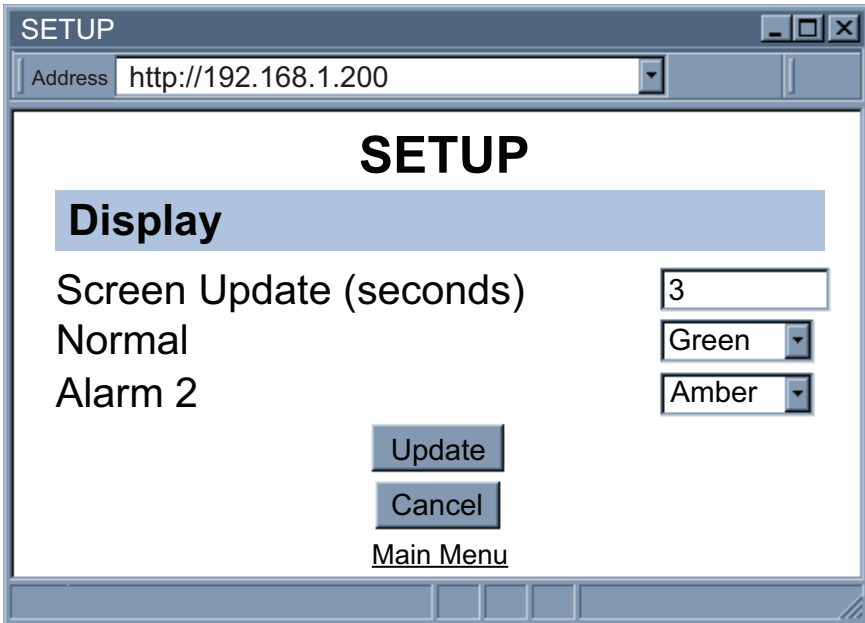 SETUP
Address http://192.168.1.200
SETUP
Display
Screen Update (seconds) 3
Normal Green
Alarm 2 Amber
Update
Cancel
Main Menu